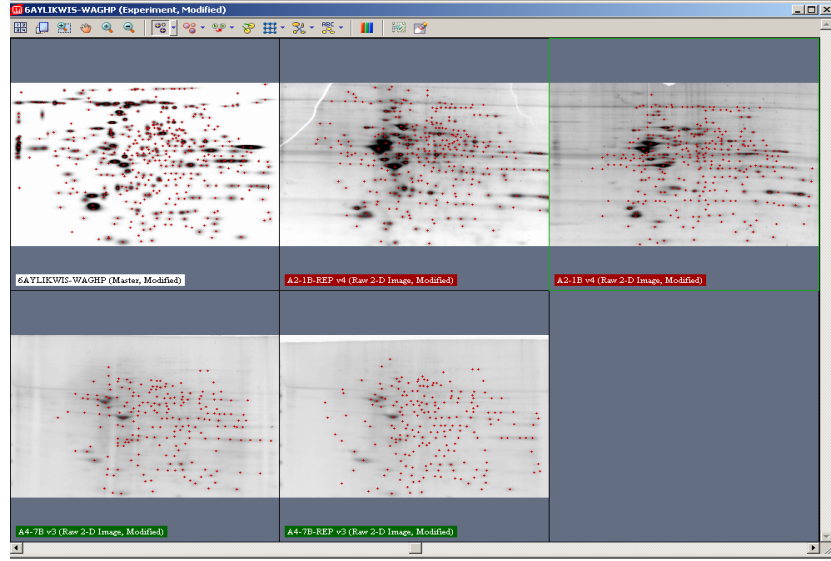 6AYLIKWIS-WAGHP (Experiment, Modified)
ABC
6AYLIKWIS-WAGHP (Master, Modified)
A2-1B-REP v4 (Raw 2-D Image, Modified)
A2-1B v4 (Raw 2-D Image, Modified)
A4-7B v3 (Raw 2-D Image, Modified)
A4-7B-REP v3 (Raw 2-D Image, Modified)